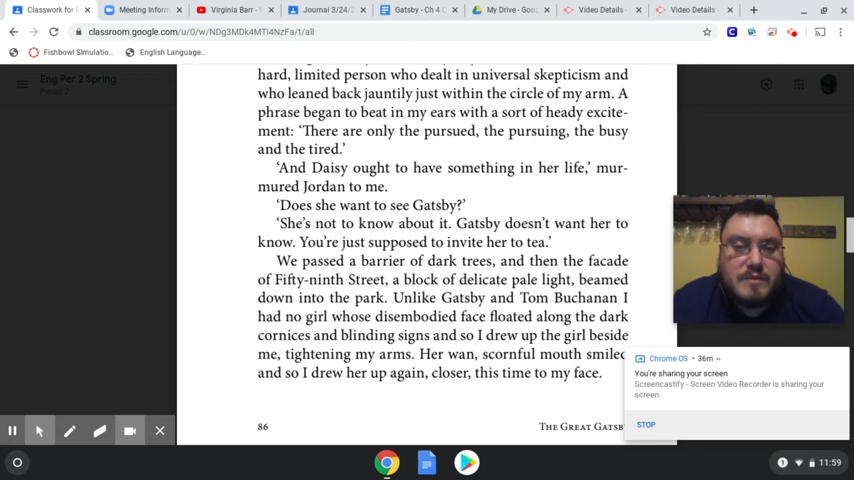 Classwork for E
Meeting Inform
Virginia Barr - Y
Journal 3/24/2
Gatsby - Ch 4 C
My Drive - Goo
Video Details -
Video Details -
classroom.google.com/u/0/w/NDg3MDk4MTI4NzFa/t/all
Fishbowl SImulatio...
English Language...
Eng Per 2 Spring
Period 2
hard, limited person who dealt in universal skepticism and
who leaned back jauntily just within the circle of my arm. A
phrase began to beat in my ears with a sort of heady excite-
ment: ‘There are only the pursued, the pursuing, the busy
and the tired.’
‘And Daisy ought to have something in her life,’ mur-
mured Jordan to me.
‘Does she want to see Gatsby?’
‘She’s not to know about it. Gatsby doesn’t want her to
know. You’re just supposed to invite her to tea.’
We passed a barrier of dark trees, and then the facade
of Fifty-ninth Street, a block of delicate pale light, beamed
down into the park. Unlike Gatsby and Tom Buchanan I
had no girl whose disembodied face floated along the dark
cornices and blinding signs and so I drew up the girl beside
me, tightening my arms. Her wan, scornful mouth smiled
and so I drew her up again, closer, this time to my face.
86
The Great Gatsb
Chrome OS • 36m
You're sharing your screen
Screencastify - Screen Video Recorder is sharing your
screen.
STOP
1
11:59